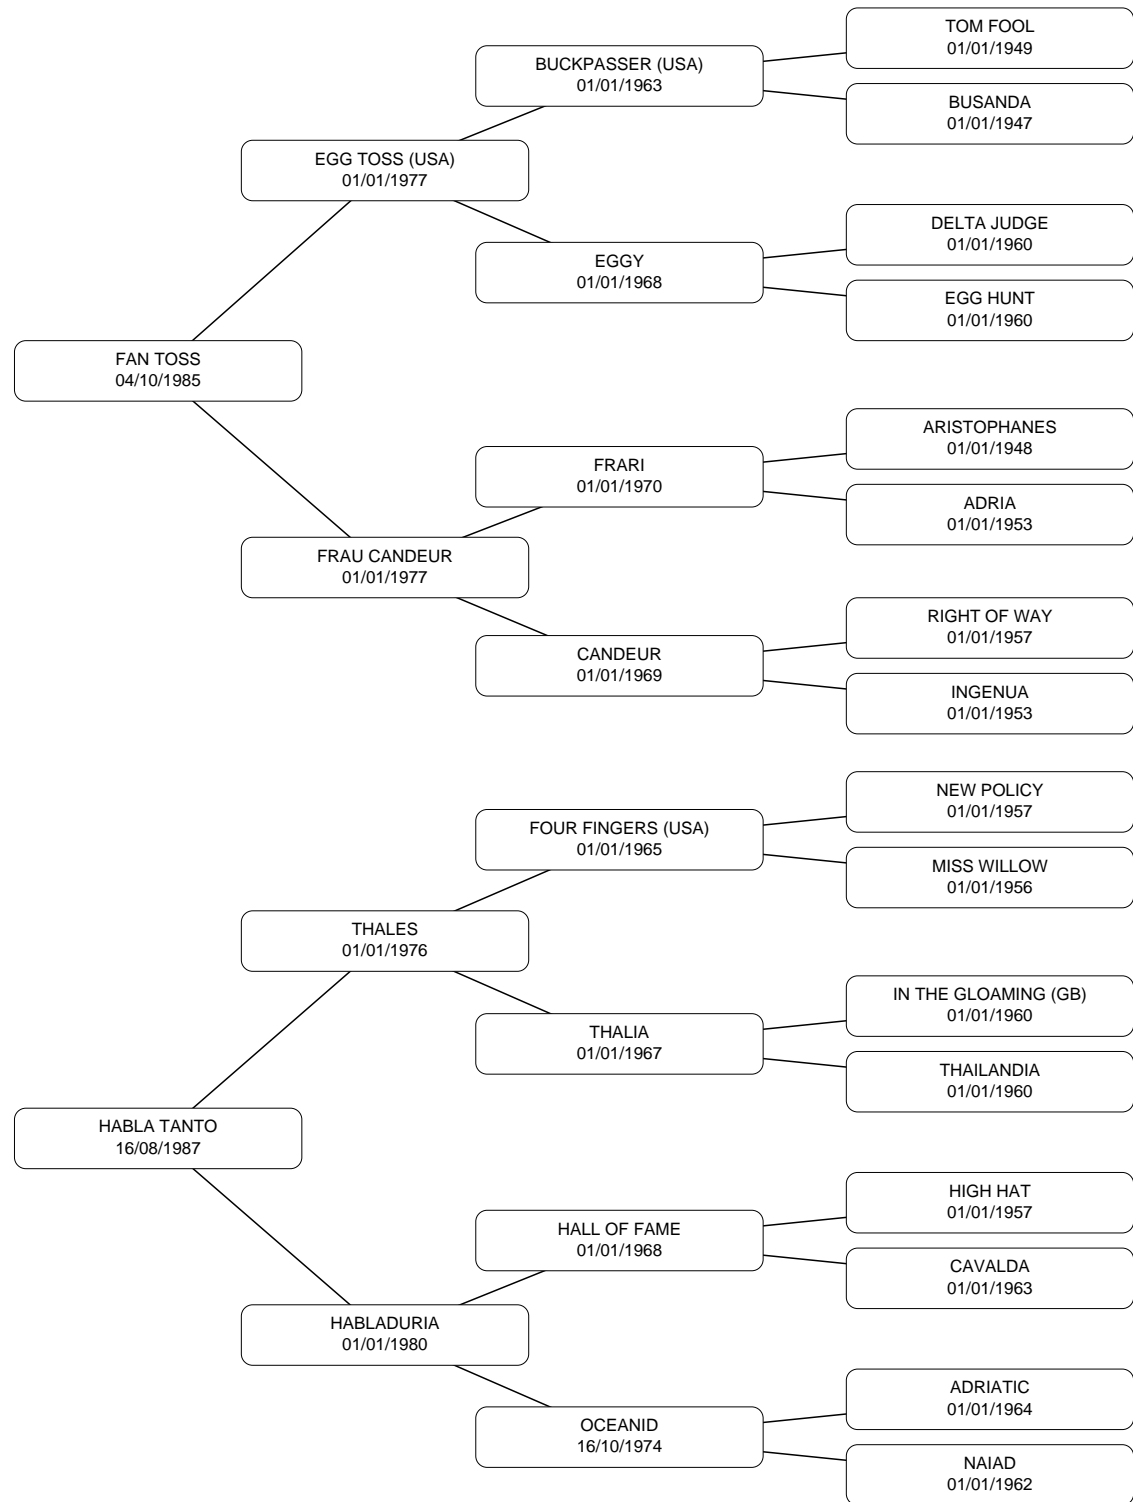 TOM FOOL
01/01/1949
BUCKPASSER (USA)
01/01/1963
BUSANDA
01/01/1947
EGG TOSS (USA)
01/01/1977
DELTA JUDGE
01/01/1960
EGGY
01/01/1968
EGG HUNT
01/01/1960
FAN TOSS
04/10/1985
ARISTOPHANES
01/01/1948
FRARI
01/01/1970
ADRIA
01/01/1953
FRAU CANDEUR
01/01/1977
RIGHT OF WAY
01/01/1957
CANDEUR
01/01/1969
INGENUA
01/01/1953
NEW POLICY
01/01/1957
FOUR FINGERS (USA)
01/01/1965
MISS WILLOW
01/01/1956
THALES
01/01/1976
IN THE GLOAMING (GB)
01/01/1960
THALIA
01/01/1967
THAILANDIA
01/01/1960
HABLA TANTO
16/08/1987
HIGH HAT
01/01/1957
HALL OF FAME
01/01/1968
CAVALDA
01/01/1963
HABLADURIA
01/01/1980
ADRIATIC
01/01/1964
OCEANID
16/10/1974
NAIAD
01/01/1962